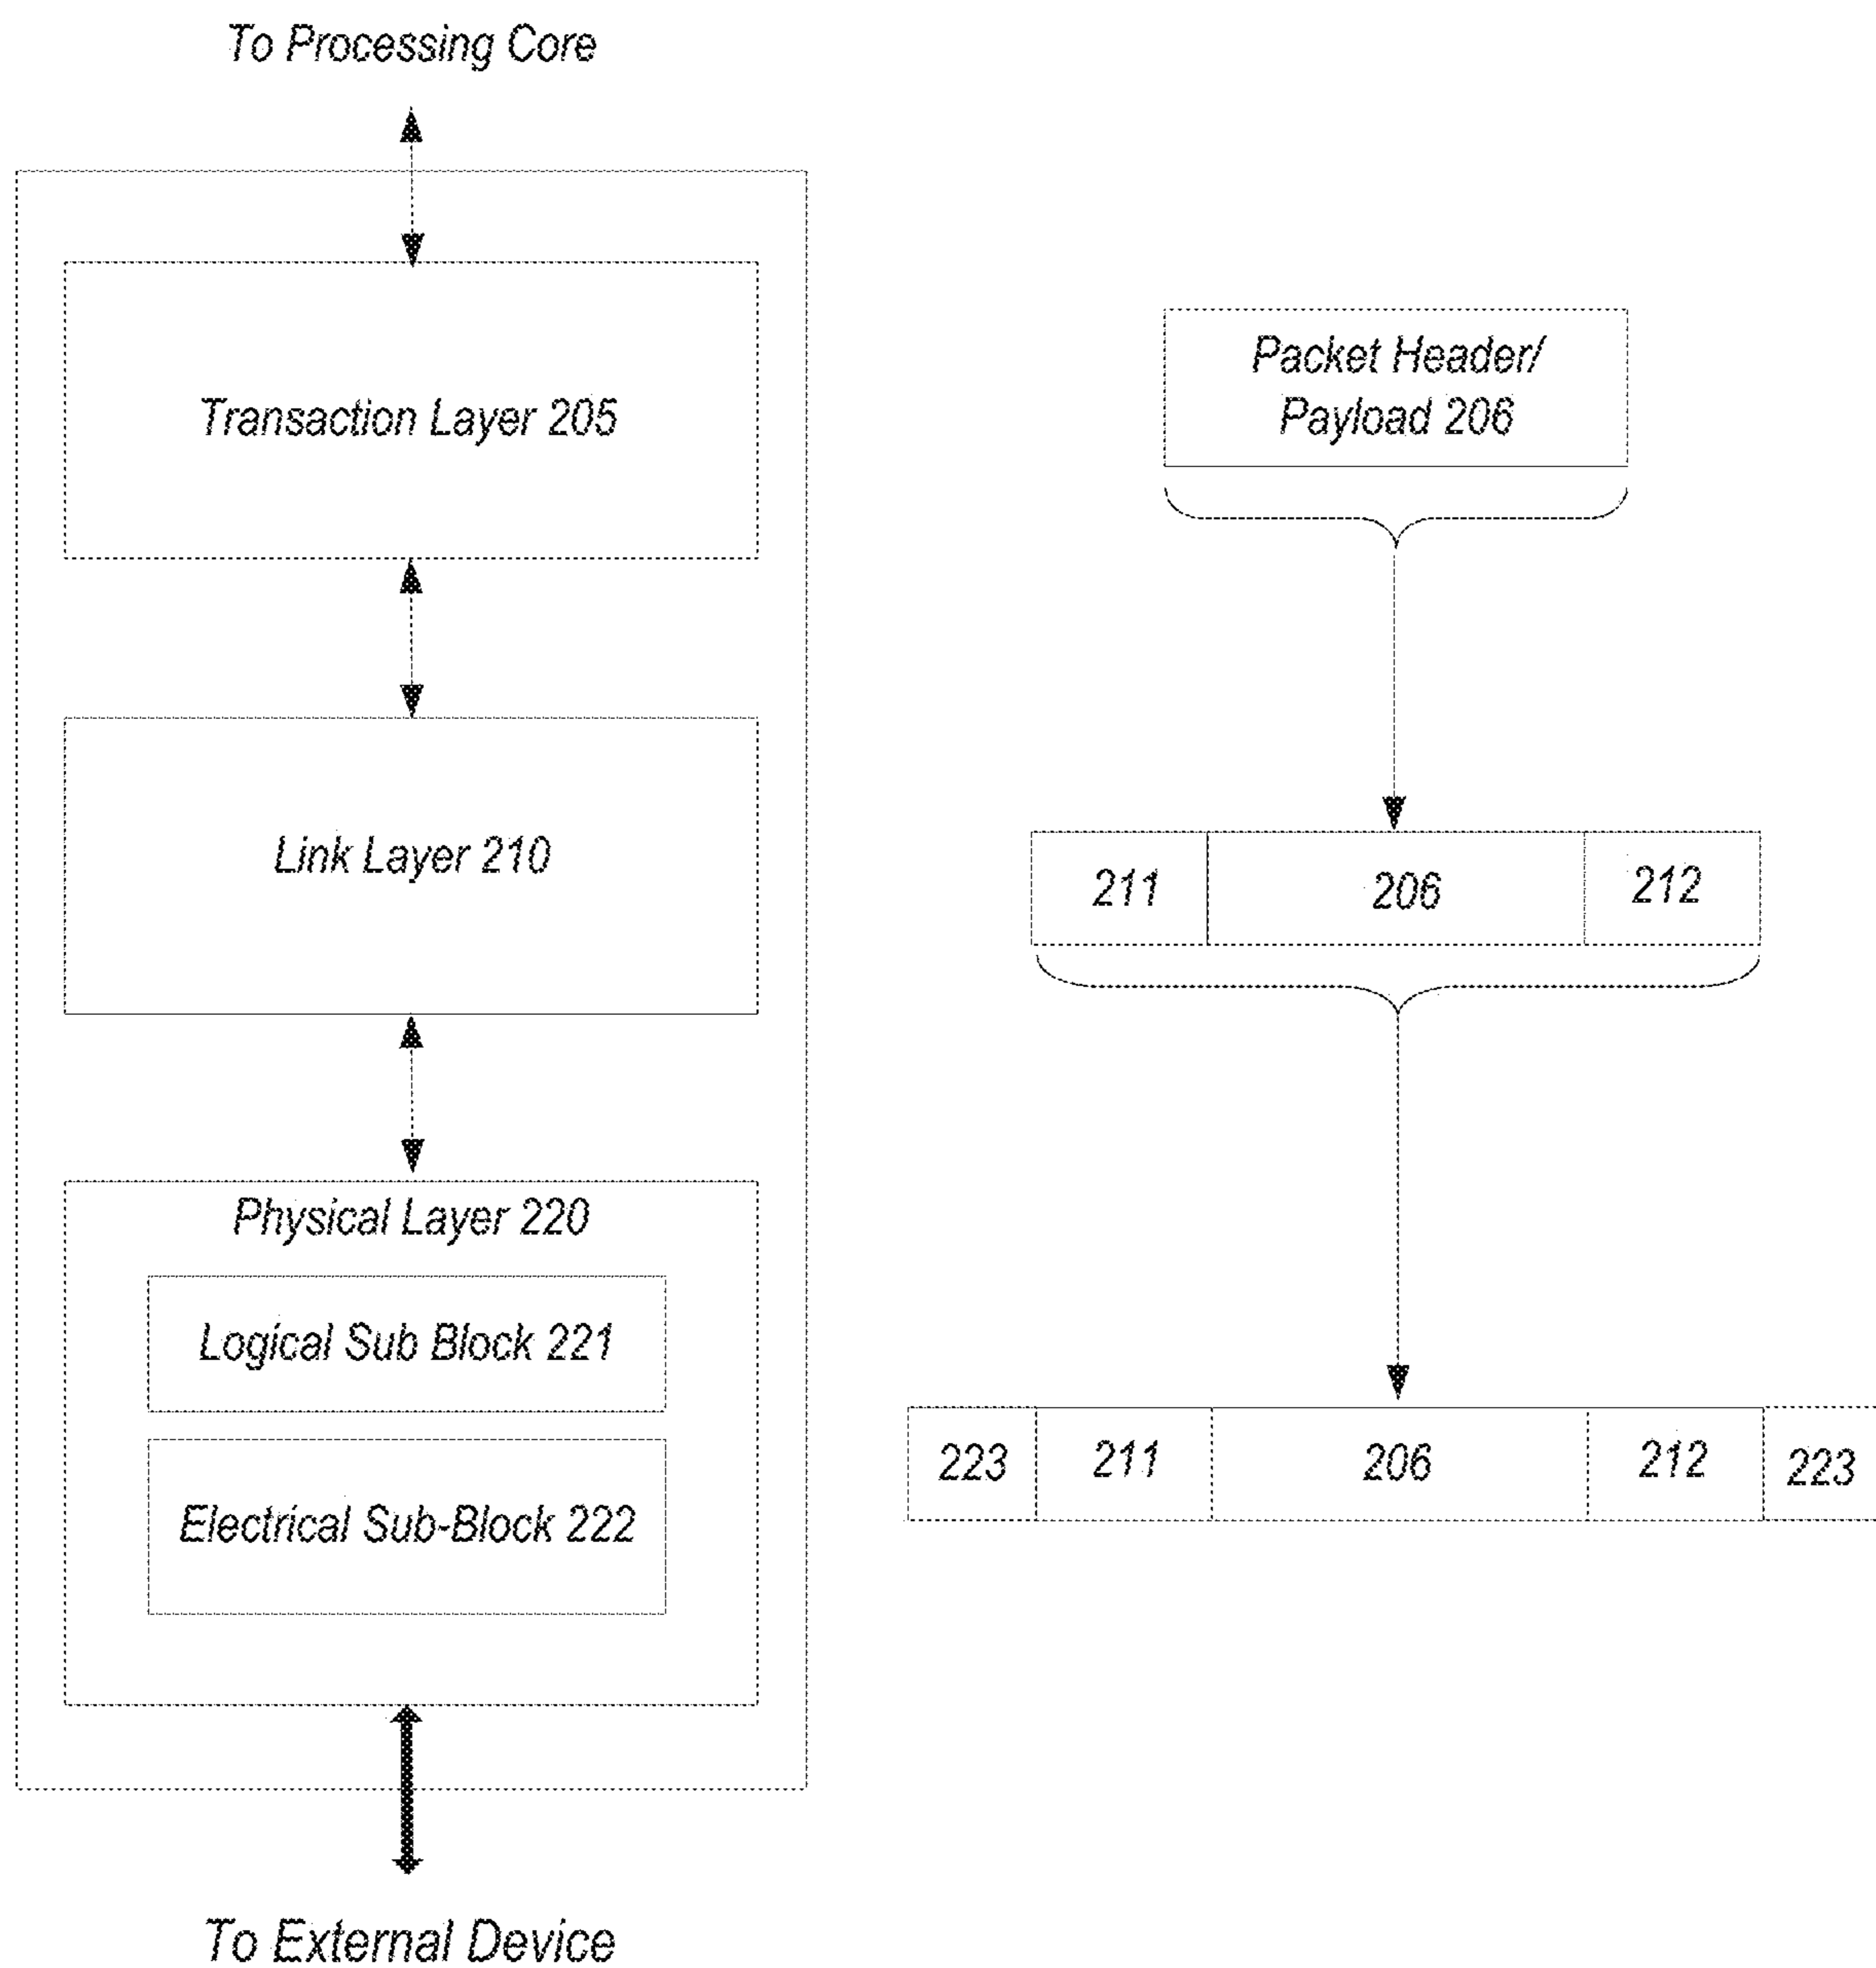 To Processing Core
Transaction Layer 205
Packet Header/
Payload 206
Link Layer 210
211 206 212
Physical Layer 220
Logical Sub Block 221
Electrical Sub-Block 222
223 211 206 212 223
To External Device